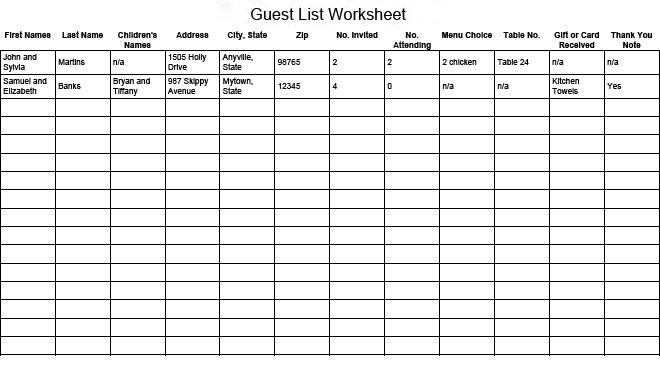 Guest List Worksheet
First Names Last Name Children's Names Address City, State Zip No. Invited No. Attending Menu Choice Table No. Gift or Card Received Thank You Note
John and Sylvia Martins n/a 1505 Holly Drive Anyville, State 98765 2 2 2 chicken Table 24 n/a n/a
Samuel and Elizabeth Banks Bryan and Tiffany 987 Skippy Avenue Mytown, State 12345 4 0 n/a n/a Kitchen Towels Yes